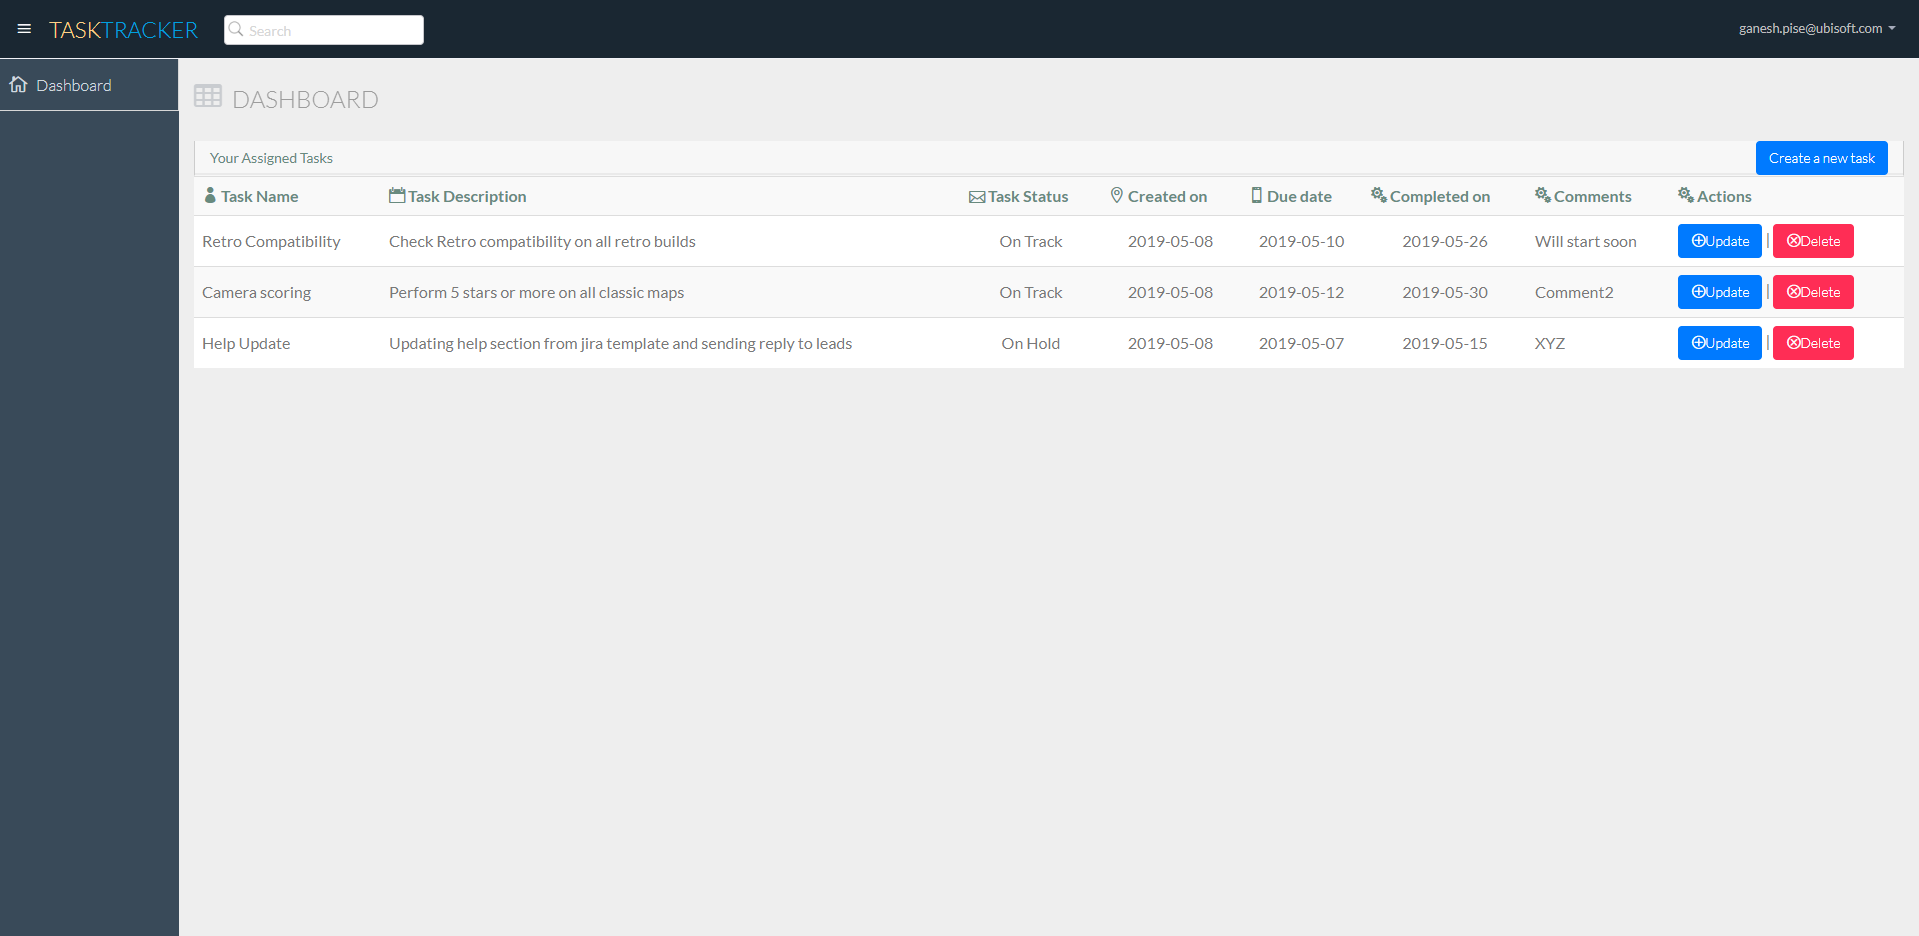 TASKTRACKER Search ganesh.pise@ubisoft.com
Dashboard
DASHBOARD
Your Assigned Tasks Create a new task
Task Name Task Description Task Status Created on Due date Completed on Comments Actions
Retro Compatibility Check Retro compatibility on all retro builds On Track 2019-05-08 2019-05-10 2019-05-26 Will start soon Update | Delete
Camera scoring Perform 5 stars or more on all classic maps On Track 2019-05-08 2019-05-12 2019-05-30 Comment2 Update | Delete
Help Update Updating help section from jira template and sending reply to leads On Hold 2019-05-08 2019-05-07 2019-05-15 XYZ Update | Delete